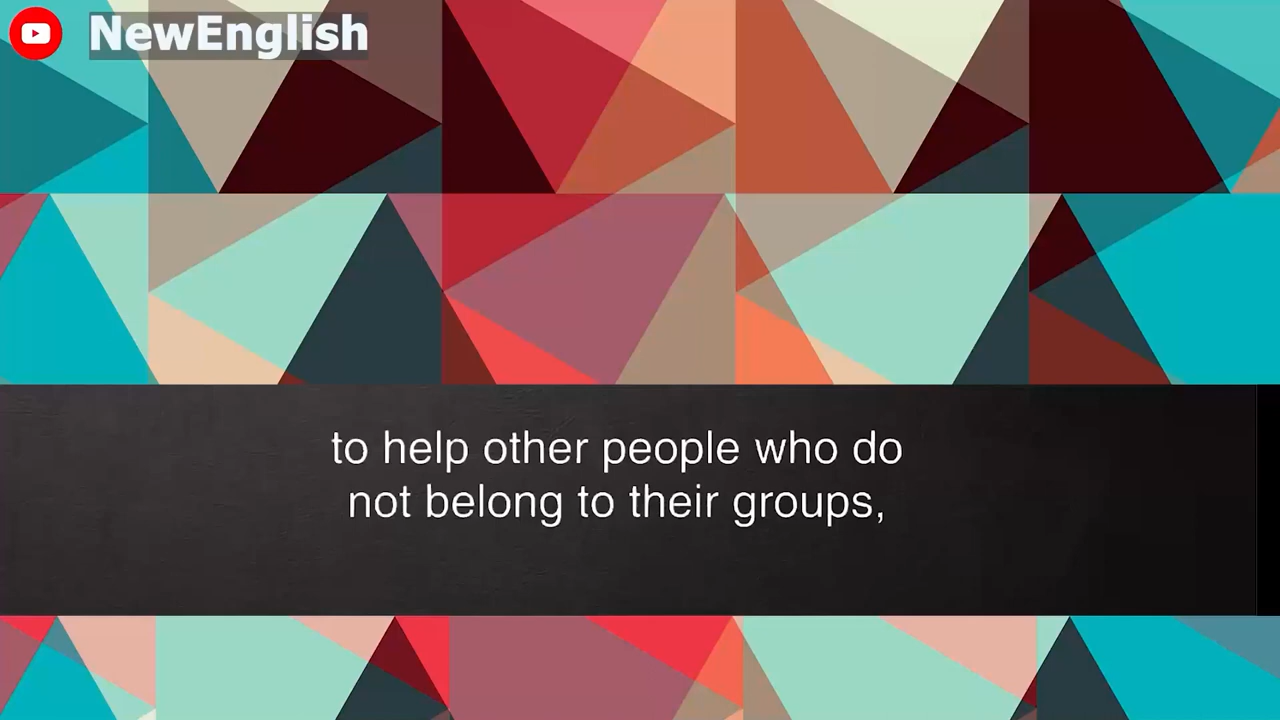 NewEnglish
to help other people who do
not belong to their groups,